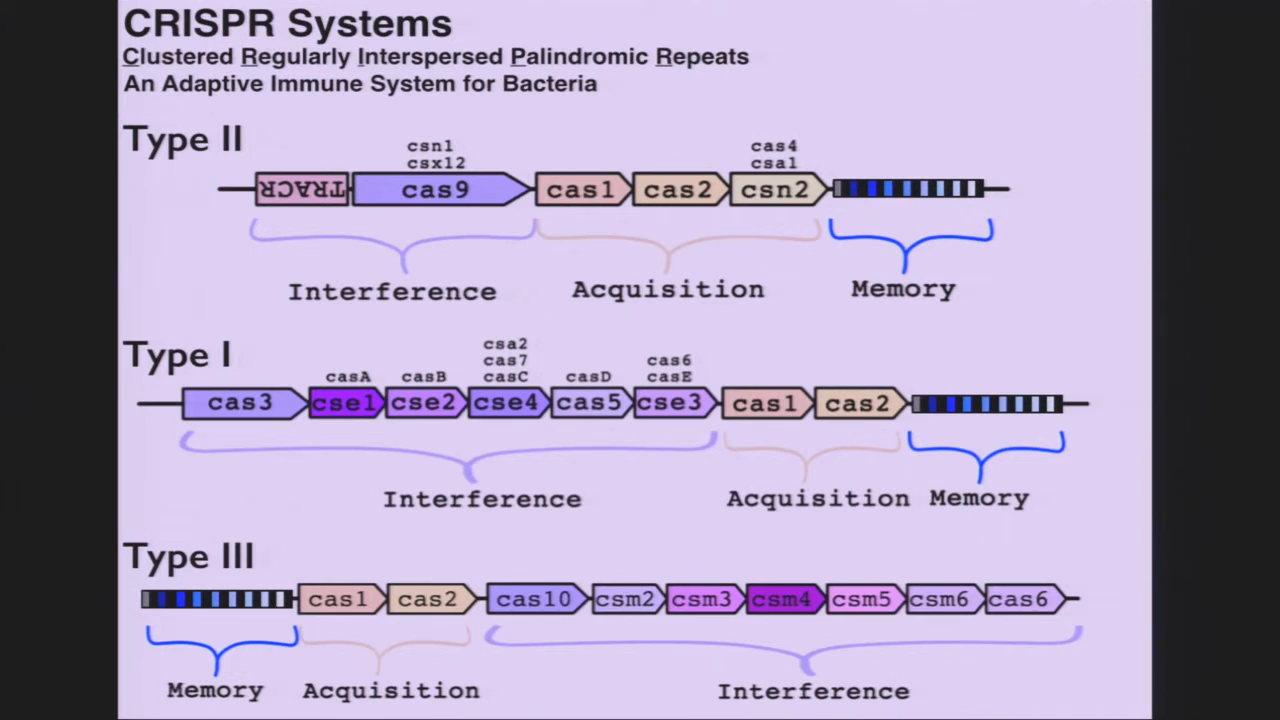 CRISPR Systems
Clustered Regularly Interspersed Palindromic Repeats
An Adaptive Immune System for Bacteria
Type II
csn1 cas4
csx12 csa1
TRACR cas9 cas1 cas2 csn2
Interference Acquisition Memory
Type I
csa2
cas7 cas6
casA casB casC casD casE
cas3 cse1 cse2 cse4 cas5 cse3 cas1 cas2
Interference Acquisition Memory
Type III
cas1 cas2 cas10 csm2 csm3 csm4 csm5 csm6 cas6
Memory Acquisition Interference